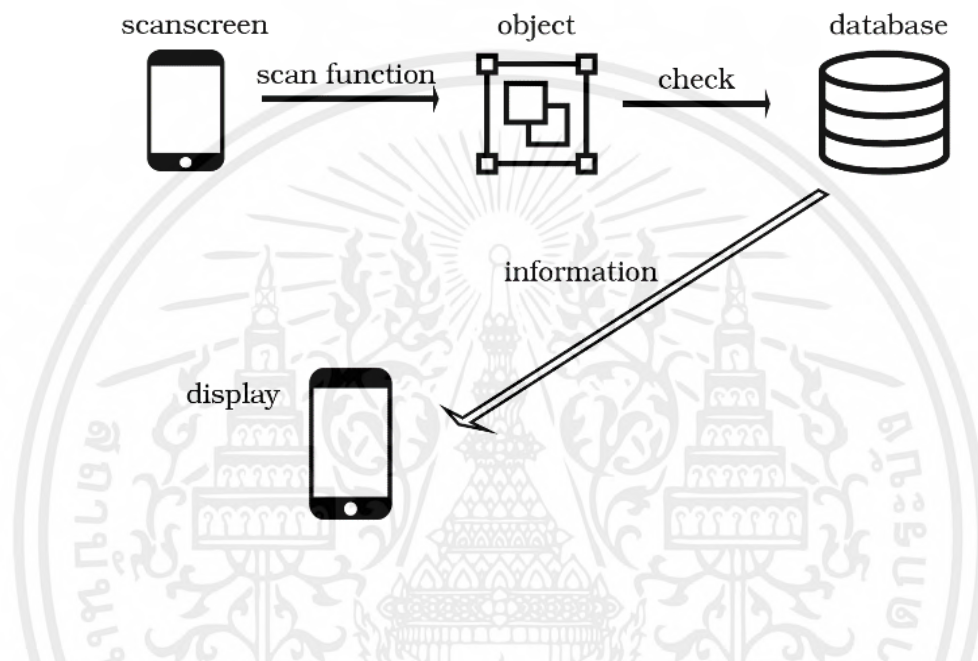 scanscreen
object
database
scan function
check
information
display